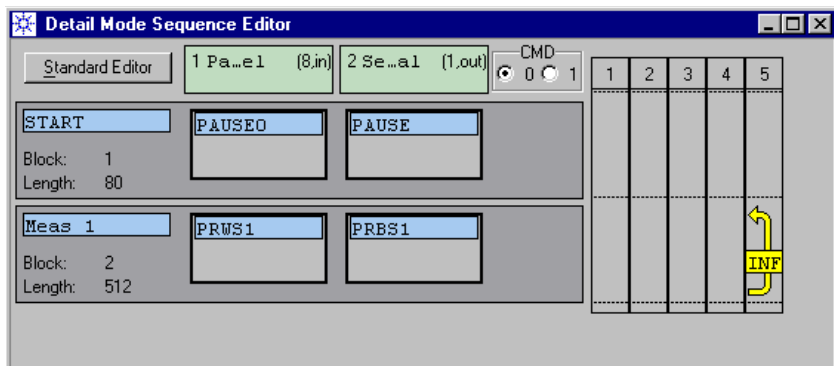 Detail Mode Sequence Editor
Standard Editor
1 Pa…el (8,in)
2 Se…al (1,out)
CMD
0 1
1 2 3 4 5
START
PAUSE0
PAUSE
Block: 1
Length: 80
Meas 1
PRWS1
PRBS1
Block: 2
Length: 512
INF